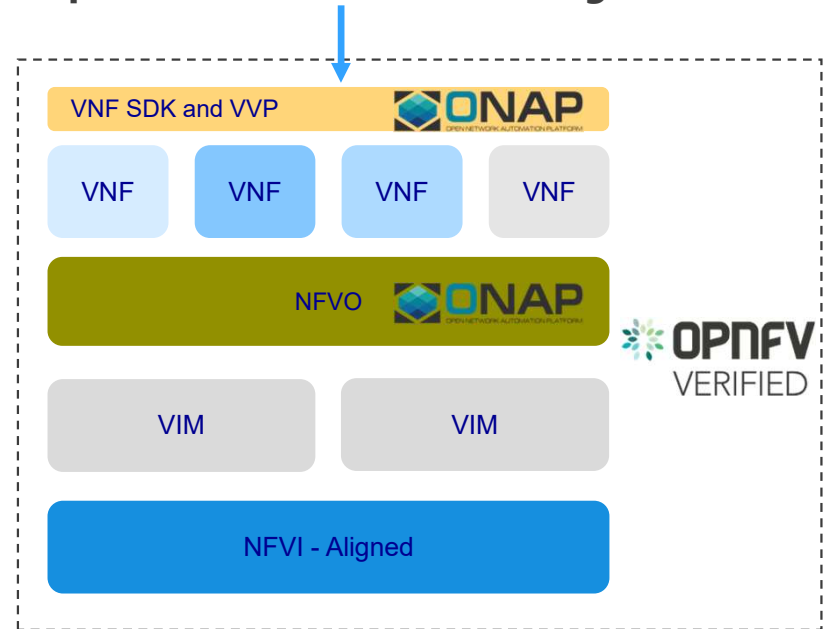 VNF SDK and VVP
ONAP
OPEN NETWORK AUTOMATION PLATFORM
VNF
VNF
VNF
VNF
NFVO
ONAP
OPEN NETWORK AUTOMATION PLATFORM
OPNFV
VERIFIED
VIM
VIM
NFVI - Aligned